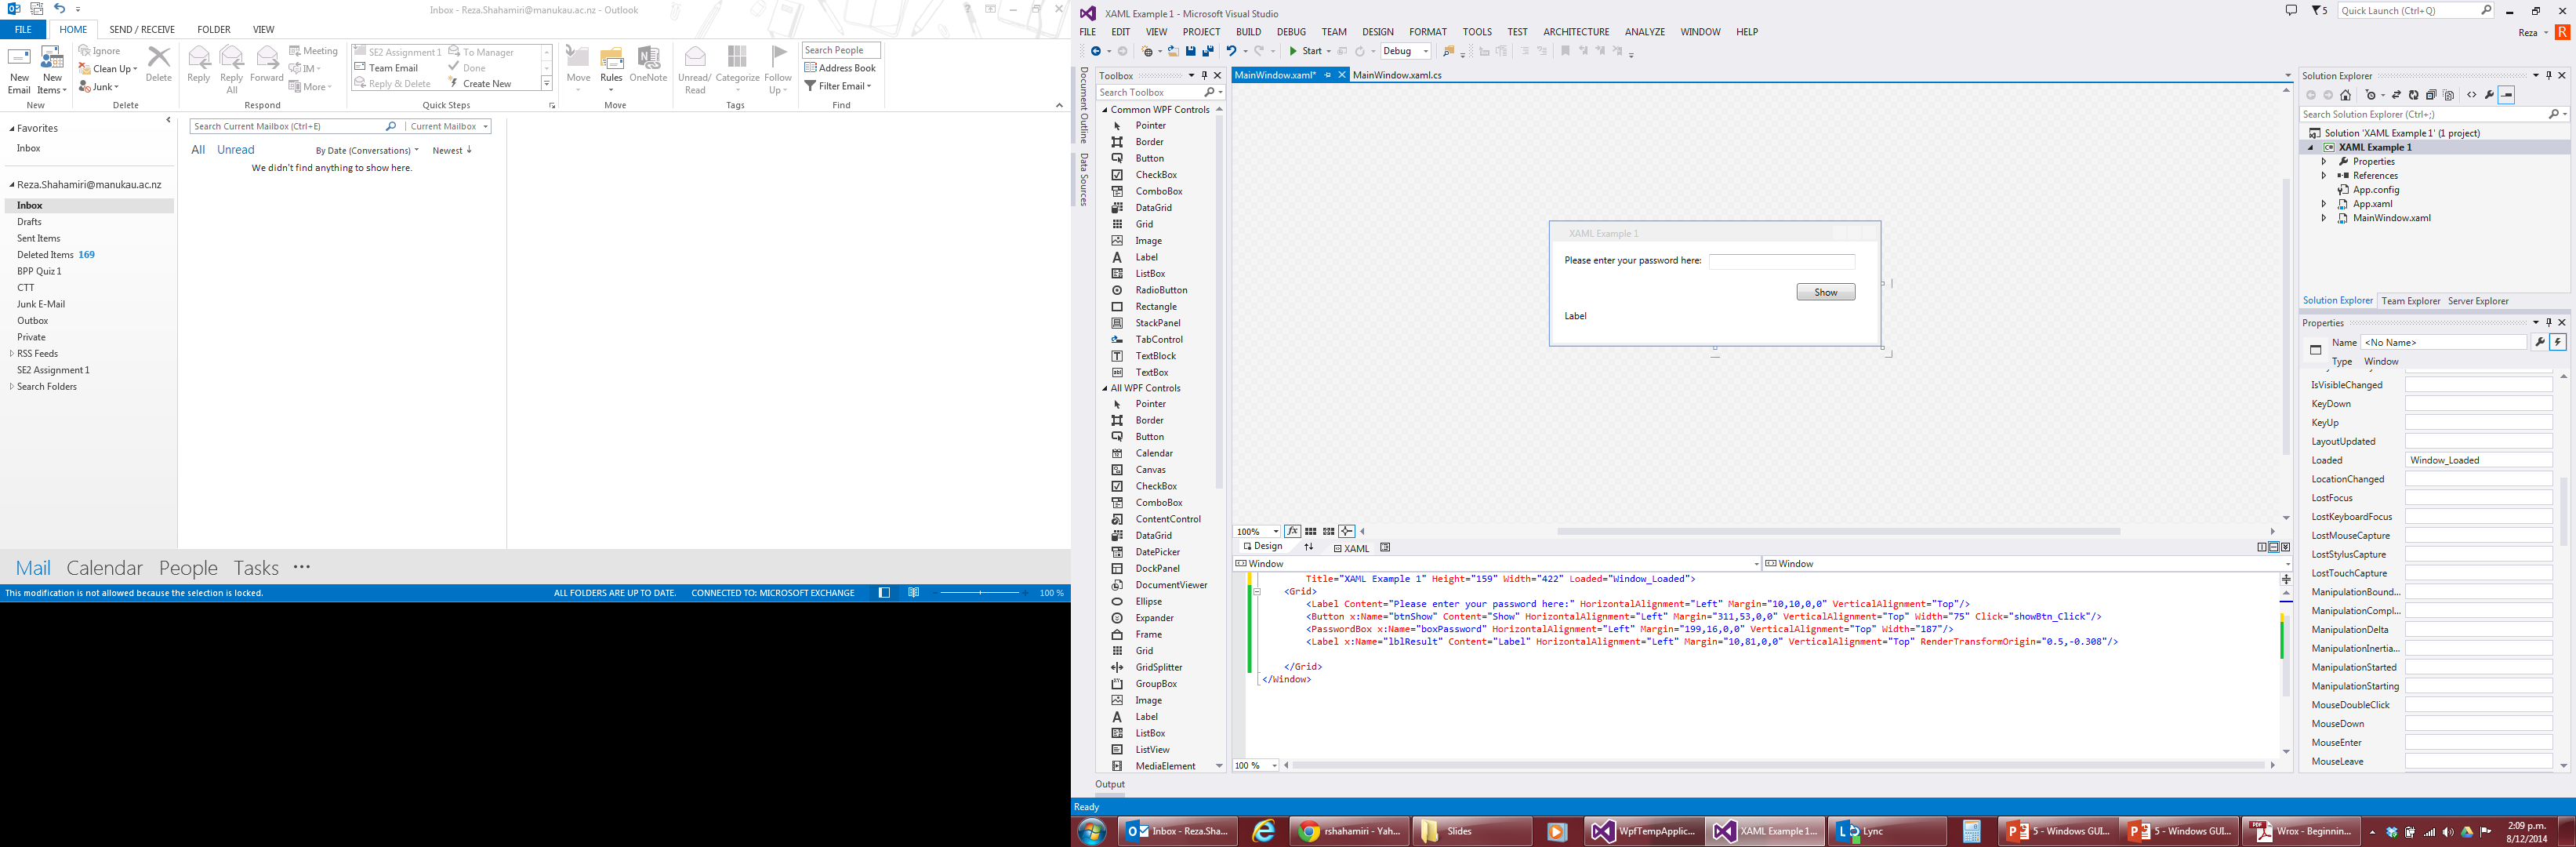 Inbox - Reza.Shahamiri@manukau.ac.nz - Outlook
FILE HOME SEND / RECEIVE FOLDER VIEW
New Email
New Items
New
Ignore
Clean Up
Junk
Delete
Delete
Reply
Reply All
Forward
Meeting
IM
More
Respond
SE2 Assignment 1
Team Email
Reply & Delete
To Manager
Done
Create New
Quick Steps
Move
Rules
OneNote
Move
Unread/ Read
Categorize
Follow Up
Tags
Search People
Address Book
Filter Email
Find
Favorites
Inbox
Reza.Shahamiri@manukau.ac.nz
Inbox
Drafts
Sent Items
Deleted Items 169
BPP Quiz 1
CTT
Junk E-Mail
Outbox
Private
RSS Feeds
SE2 Assignment 1
Search Folders
Search Current Mailbox (Ctrl+E)
Current Mailbox
All Unread
By Date (Conversations) Newest
We didn't find anything to show here.
Mail Calendar People Tasks
This modification is not allowed because the selection is locked.
ALL FOLDERS ARE UP TO DATE. CONNECTED TO: MICROSOFT EXCHANGE 100 %
XAML Example 1 - Microsoft Visual Studio
5
Quick Launch (Ctrl+Q)
FILE EDIT VIEW PROJECT BUILD DEBUG TEAM DESIGN FORMAT TOOLS TEST ARCHITECTURE ANALYZE WINDOW HELP
Reza R
Start
Debug
Document Outline
Data Sources
Toolbox
Search Toolbox
Common WPF Controls
Pointer
Border
Button
CheckBox
ComboBox
DataGrid
Grid
Image
Label
ListBox
RadioButton
Rectangle
StackPanel
TabControl
TextBlock
TextBox
All WPF Controls
Pointer
Border
Button
Calendar
Canvas
CheckBox
ComboBox
ContentControl
DataGrid
DatePicker
DockPanel
DocumentViewer
Ellipse
Expander
Frame
Grid
GridSplitter
GroupBox
Image
Label
ListBox
ListView
MediaElement
MainWindow.xaml* MainWindow.xaml.cs
XAML Example 1
Please enter your password here:
Show
Label
100% fx
Design XAML
Window Window
Title="XAML Example 1" Height="159" Width="422" Loaded="Window_Loaded">
<Grid>
<Label Content="Please enter your password here:" HorizontalAlignment="Left" Margin="10,10,0,0" VerticalAlignment="Top"/>
<Button x:Name="btnShow" Content="Show" HorizontalAlignment="Left" Margin="311,53,0,0" VerticalAlignment="Top" Width="75" Click="showBtn_Click"/>
<PasswordBox x:Name="boxPassword" HorizontalAlignment="Left" Margin="199,16,0,0" VerticalAlignment="Top" Width="187"/>
<Label x:Name="lblResult" Content="Label" HorizontalAlignment="Left" Margin="10,81,0,0" VerticalAlignment="Top" RenderTransformOrigin="0.5,-0.308"/>
</Grid>
</Window>
100 %
Output
Ready
Solution Explorer
Search Solution Explorer (Ctrl+;)
Solution 'XAML Example 1' (1 project)
XAML Example 1
Properties
References
App.config
App.xaml
MainWindow.xaml
Solution Explorer Team Explorer Server Explorer
Properties
Name <No Name>
Type Window
IsVisibleChanged
KeyDown
KeyUp
LayoutUpdated
Loaded Window_Loaded
LocationChanged
LostFocus
LostKeyboardFocus
LostMouseCapture
LostStylusCapture
LostTouchCapture
ManipulationBound...
ManipulationCompl...
ManipulationDelta
ManipulationInertia...
ManipulationStarted
ManipulationStarting
MouseDoubleClick
MouseDown
MouseEnter
MouseLeave
Inbox - Reza.Sha...
rshahamiri - Yah...
Slides
WpfTempApplic...
XAML Example 1...
Lync
5 - Windows GUI...
5 - Windows GUI...
Wrox - Beginnin...
2:09 p.m.
8/12/2014